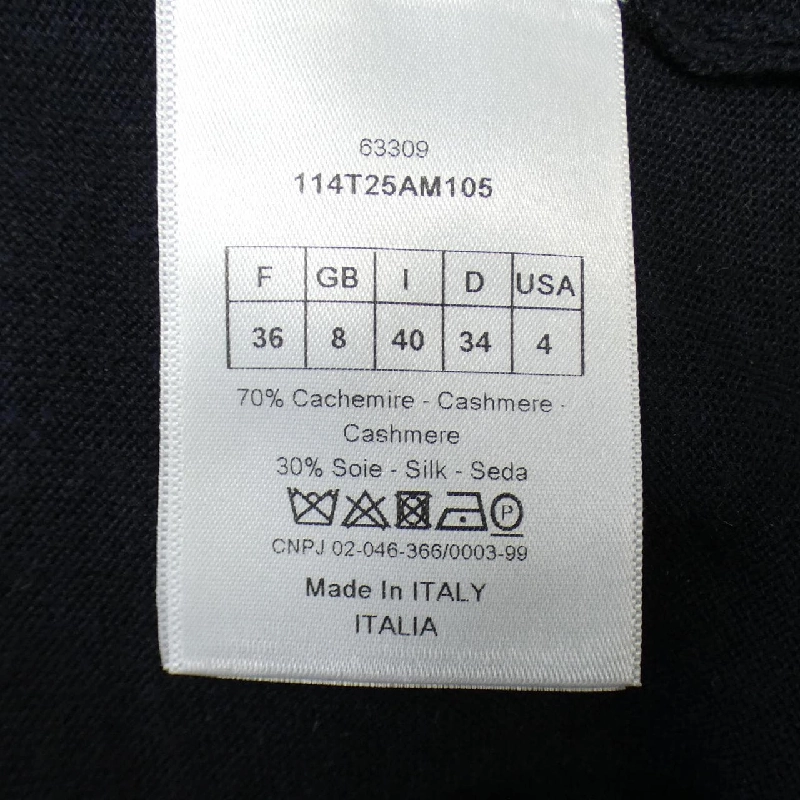 63309
114T25AM105
F GB I D USA
36 8 40 34 4
70% Cachemire - Cashmere -
Cashmere
30% Soie - Silk - Seda
P
CNPJ 02-046-366/0003-99
Made In ITALY
ITALIA